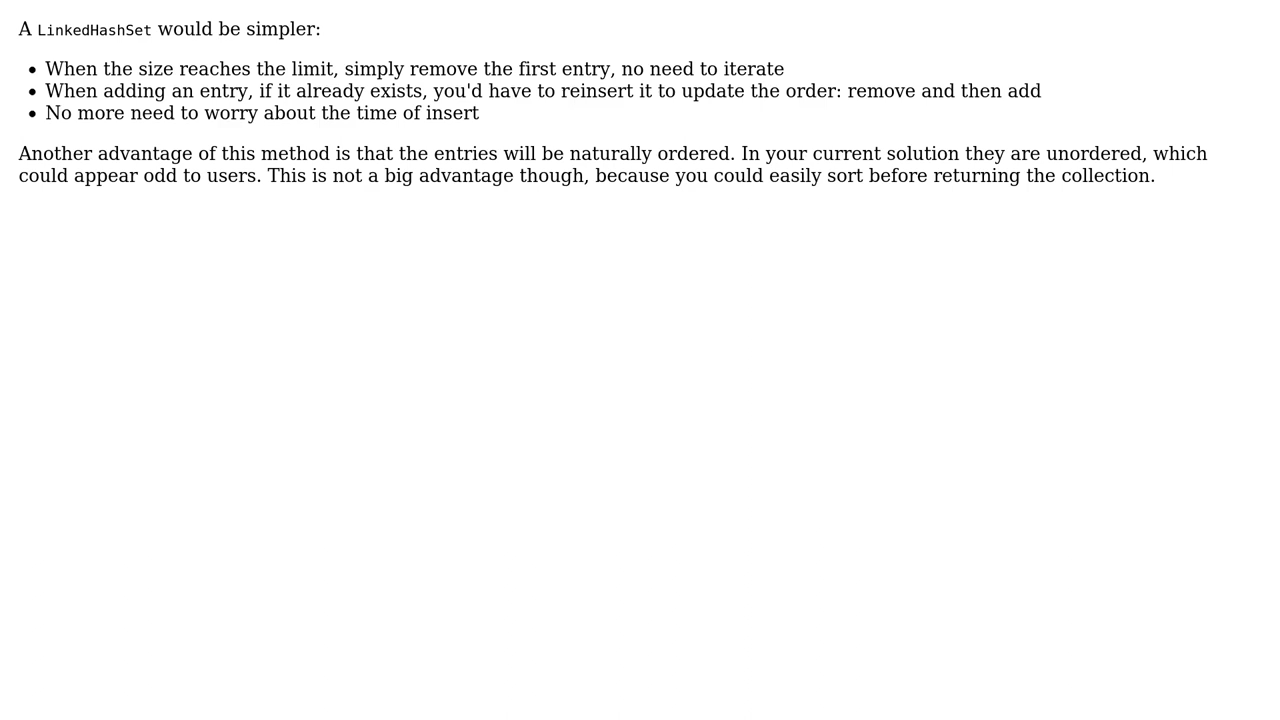 A LinkedHashSet would be simpler:
• When the size reaches the limit, simply remove the first entry, no need to iterate
• When adding an entry, if it already exists, you'd have to reinsert it to update the order: remove and then add
• No more need to worry about the time of insert
Another advantage of this method is that the entries will be naturally ordered. In your current solution they are unordered, which
could appear odd to users. This is not a big advantage though, because you could easily sort before returning the collection.